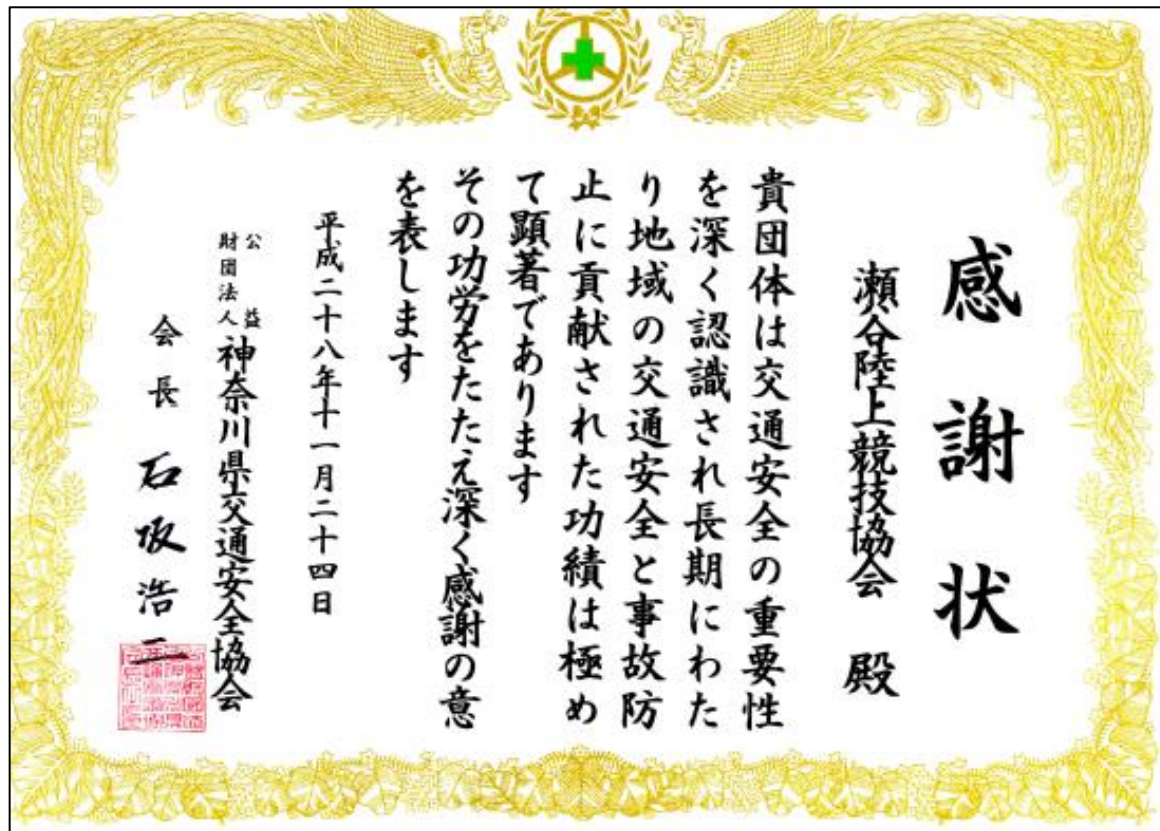 感謝状
瀬谷陸上競技協会 殿
貴団体は交通安全の重要性
を深く認識され長期にわた
り地域の交通安全と事故防
止に貢献された功績は極め
て顕著であります
その功労をたたえ深く感謝の意
を表します
平成二十八年十一月二十四日
公益財団法人神奈川県交通安全協会
会長 石坂浩二